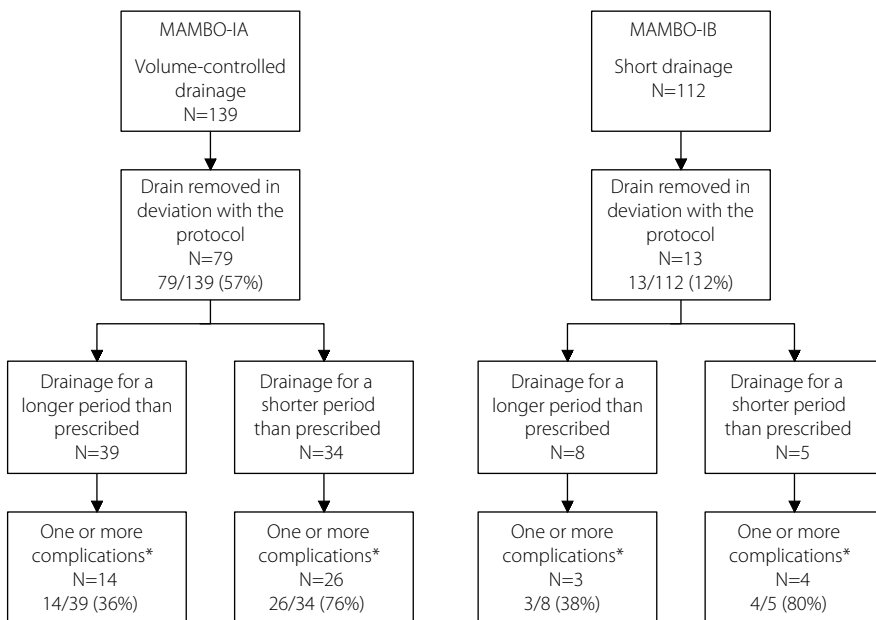 MAMBO-IA
Volume-controlled
drainage
N=139
Drain removed in
deviation with the
protocol
N=79
79/139 (57%)
Drainage for a
longer period than
prescribed
N=39
Drainage for a
shorter period
than prescribed
N=34
One or more
complications*
N=14
14/39 (36%)
One or more
complications*
N=26
26/34 (76%)
MAMBO-IB
Short drainage
N=112
Drain removed in
deviation with the
protocol
N=13
13/112 (12%)
Drainage for a
longer period than
prescribed
N=8
Drainage for a
shorter period
than prescribed
N=5
One or more
complications*
N=3
3/8 (38%)
One or more
complications*
N=4
4/5 (80%)